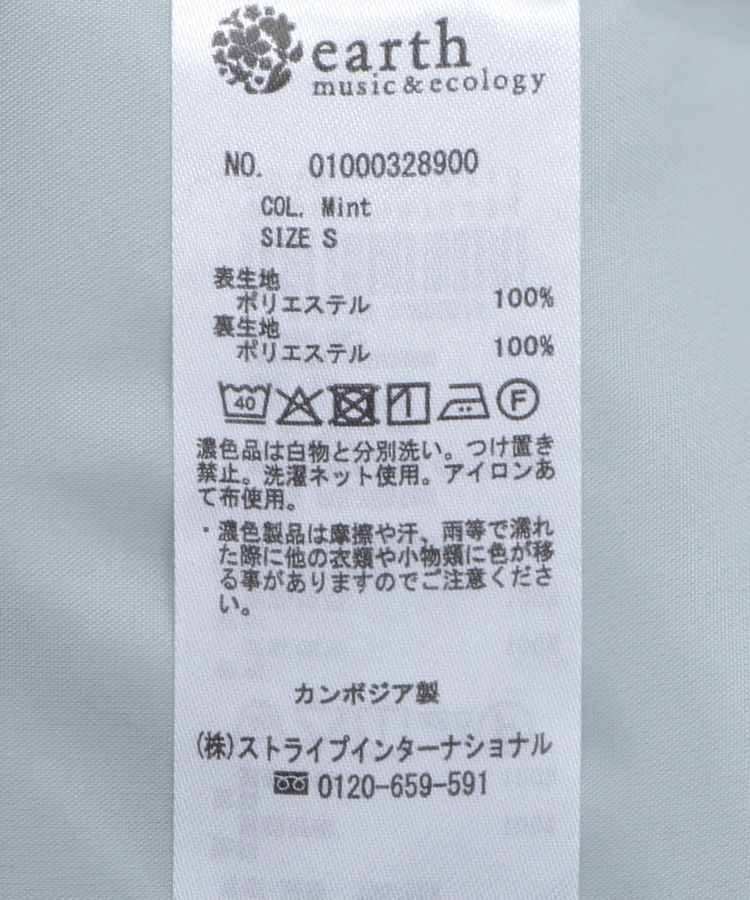 earth
music&ecology
NO. 01000328900
COL. Mint
SIZE S
表生地
ポリエステル 100%
裏生地
ポリエステル 100%
40 F
濃色品は白物と分別洗い。つけ置き
禁止。洗濯ネット使用。アイロンあ
て布使用。
・濃色製品は摩擦や汗、雨等で濡れ
た際に他の衣類や小物類に色が移
る事がありますのでご注意くださ
い。
カンボジア製
(株)ストライプインターナショナル
0120-659-591